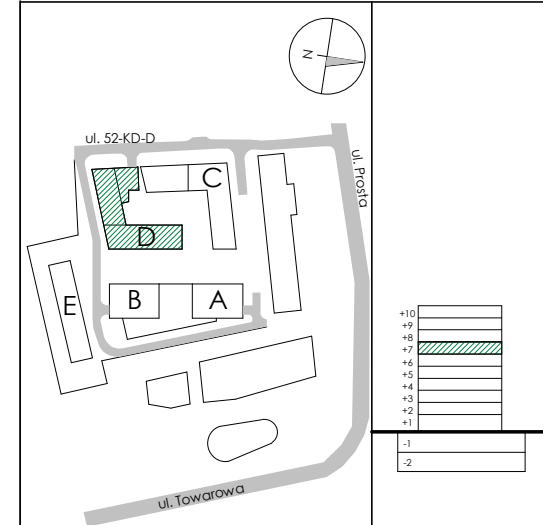 N
ul. 52-KD-D
ul. Prosta
C
D
E
B
A
ul. Towarowa
+10
+9
+8
+7
+6
+5
+4
+3
+2
+1
-1
-2